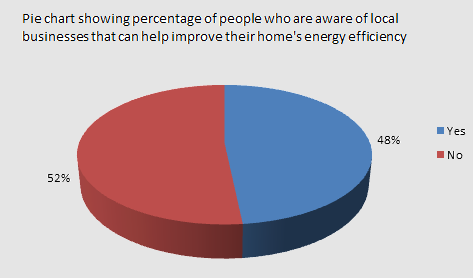 Pie chart showing percentage of people who are aware of local
businesses that can help improve their home's energy efficiency
48%
Yes
No
52%